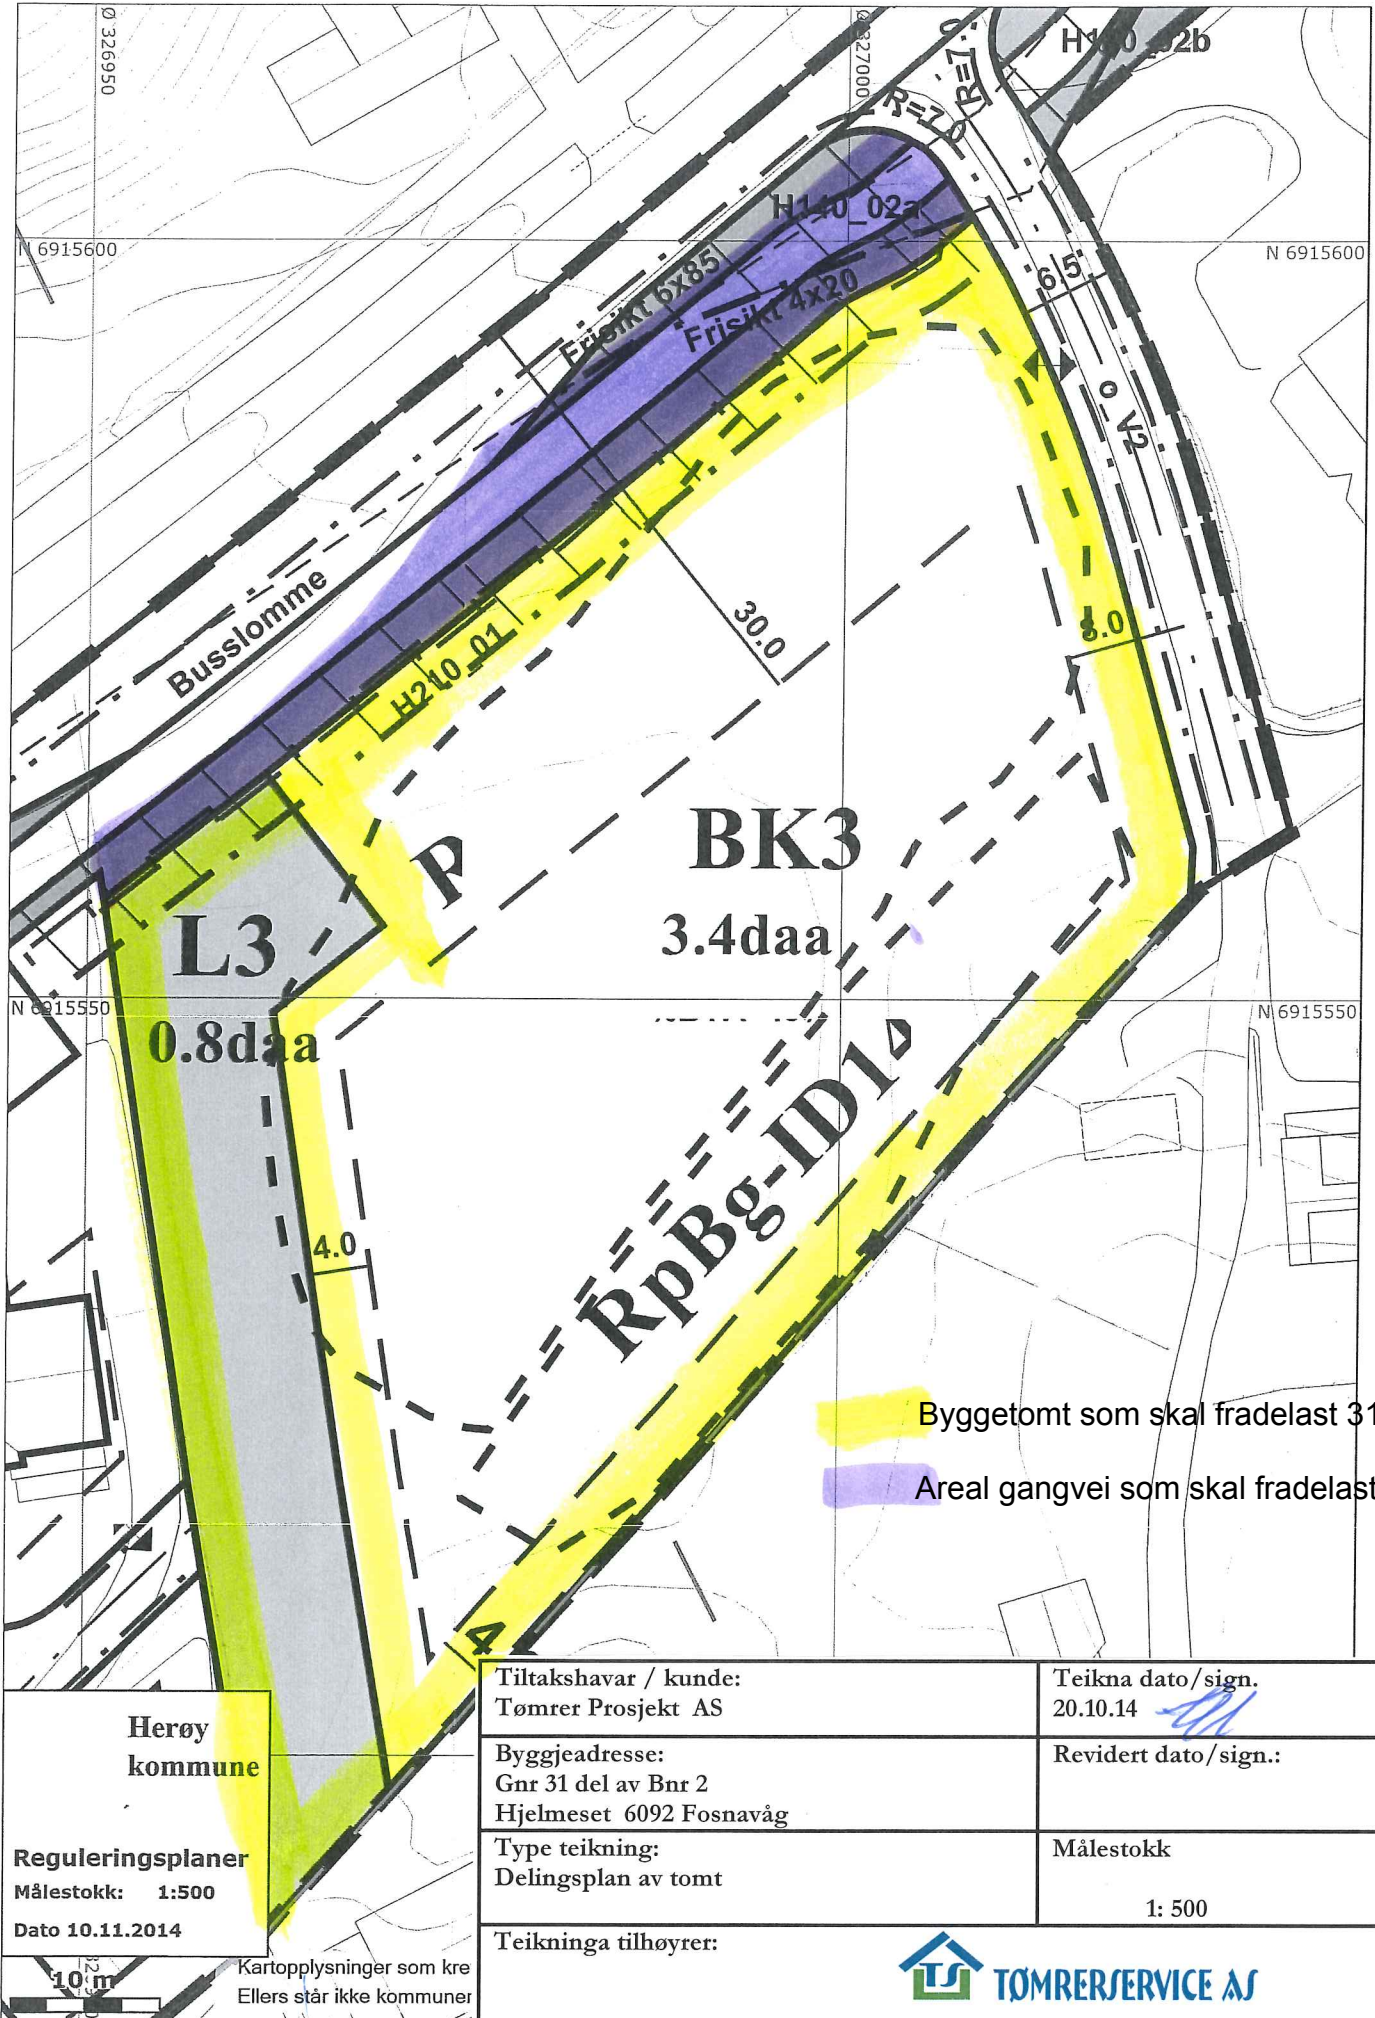 Ø 326950
327000
R=7.0
R=7.0
H140_02a
N 6915600
N 6915600
Frisikt 6x85
Frisikt 4x20
6.5
o_V2
Busslomme
H210_01
30.0
8.0
BK3
3.4daa
L3
0.8daa
N 6915550
N 6915550
RpBg-ID14
4.0
Byggetomt som skal fradelast 31
Areal gangvei som skal fradelast
4
Herøy
kommune
Reguleringsplaner
Målestokk: 1:500
Dato 10.11.2014
10 m
Kartopplysninger som kre
Ellers står ikke kommuner
Tiltakshavar / kunde:
Tømrer Prosjekt AS
Teikna dato/sign.
20.10.14
Byggjeadresse:
Gnr 31 del av Bnr 2
Hjelmeset 6092 Fosnavåg
Revidert dato/sign.:
Type teikning:
Delingsplan av tomt
Målestokk
1: 500
Teikninga tilhøyrer:
TS TØMRERSERVICE AS